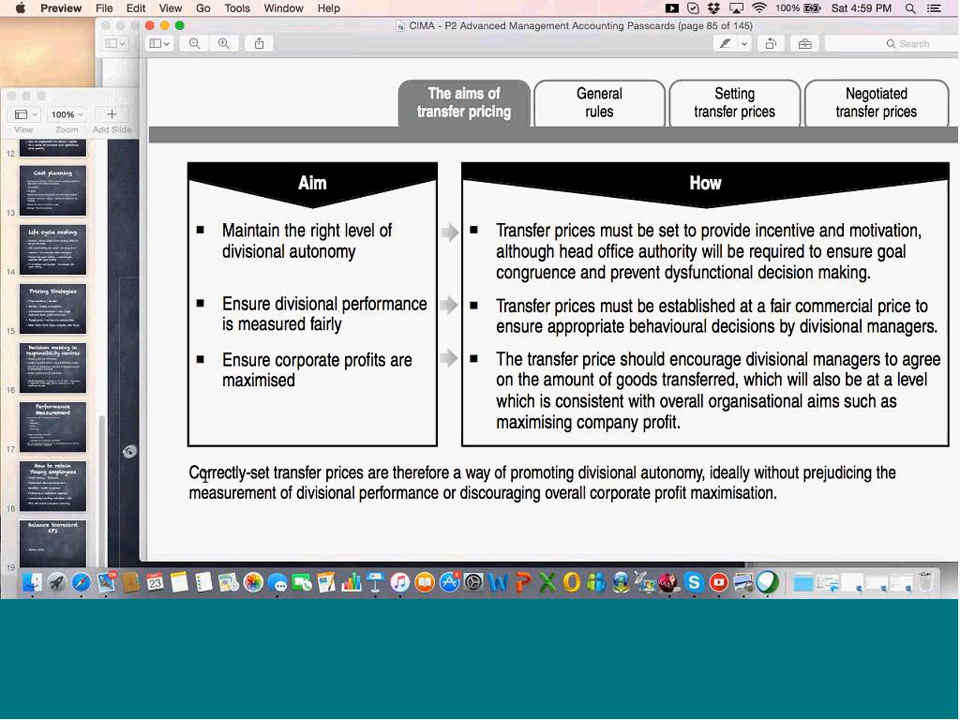 Preview File Edit View Go Tools Window Help 100% Sat 4:59 PM
CIMA - P2 Advanced Management Accounting Passcards (page 85 of 145)
Search
100%
View Zoom Add Slide
The aims of
transfer pricing
General
rules
Setting
transfer prices
Negotiated
transfer prices
Aim
How
Maintain the right level of
divisional autonomy
Transfer prices must be set to provide incentive and motivation,
although head office authority will be required to ensure goal
congruence and prevent dysfunctional decision making.
Ensure divisional performance
is measured fairly
Transfer prices must be established at a fair commercial price to
ensure appropriate behavioural decisions by divisional managers.
Ensure corporate profits are
maximised
The transfer price should encourage divisional managers to agree
on the amount of goods transferred, which will also be at a level
which is consistent with overall organisational aims such as
maximising company profit.
Correctly-set transfer prices are therefore a way of promoting divisional autonomy, ideally without prejudicing the
measurement of divisional performance or discouraging overall corporate profit maximisation.
12
Cost planning
13
Life cycle costing
14
Pricing Strategies
15
Decision making in
responsibility centres
16
Performance
measurement
17
How to retain
Young employees
18
Balance Scorecard
KPI
19
23